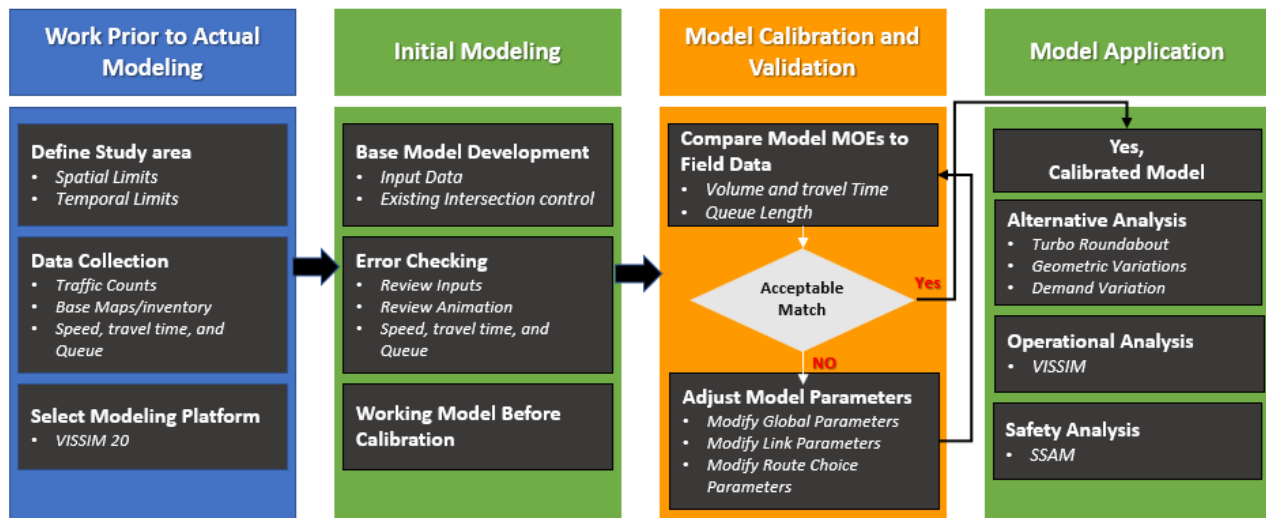 Work Prior to Actual
Modeling
Define Study area
• Spatial Limits
• Temporal Limits
Data Collection
• Traffic Counts
• Base Maps/inventory
• Speed, travel time, and
Queue
Select Modeling Platform
• VISSIM 20
Initial Modeling
Base Model Development
• Input Data
• Existing Intersection control
Error Checking
• Review Inputs
• Review Animation
• Speed, travel time, and
Queue
Working Model Before
Calibration
Model Calibration and
Validation
Compare Model MOEs to
Field Data
• Volume and travel Time
• Queue Length
Acceptable
Match
Yes
NO
Adjust Model Parameters
• Modify Global Parameters
• Modify Link Parameters
• Modify Route Choice
Parameters
Model Application
Yes,
Calibrated Model
Alternative Analysis
• Turbo Roundabout
• Geometric Variations
• Demand Variation
Operational Analysis
• VISSIM
Safety Analysis
• SSAM